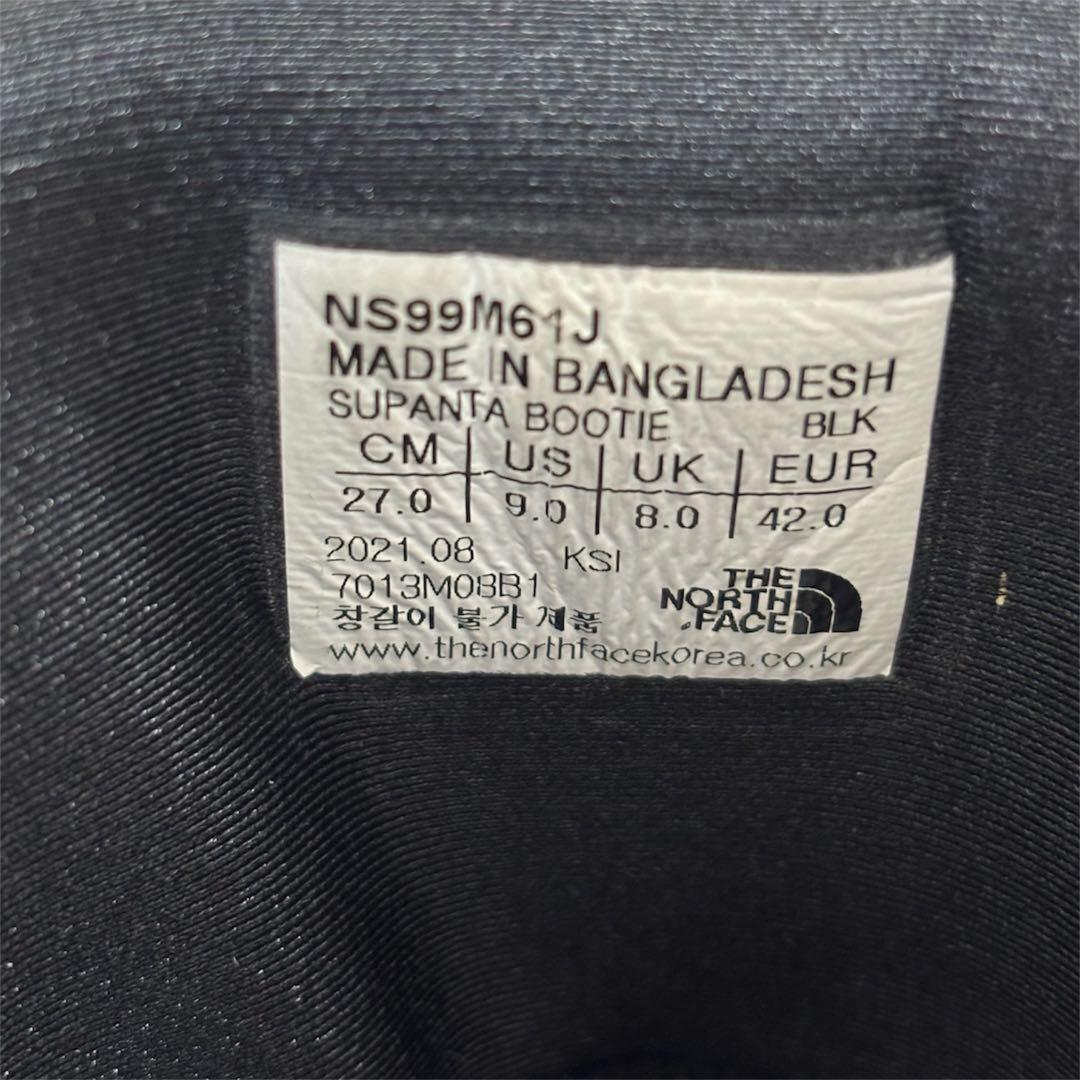 NS99M61J
MADE IN BANGLADESH
SUPANTA BOOTIE BLK
CM US UK EUR
27.0 9.0 8.0 42.0
2021.08 KSI
7013M08B1
창갈이 불가 제품
THE
NORTH
FACE
www.thenorthfacekorea.co.kr